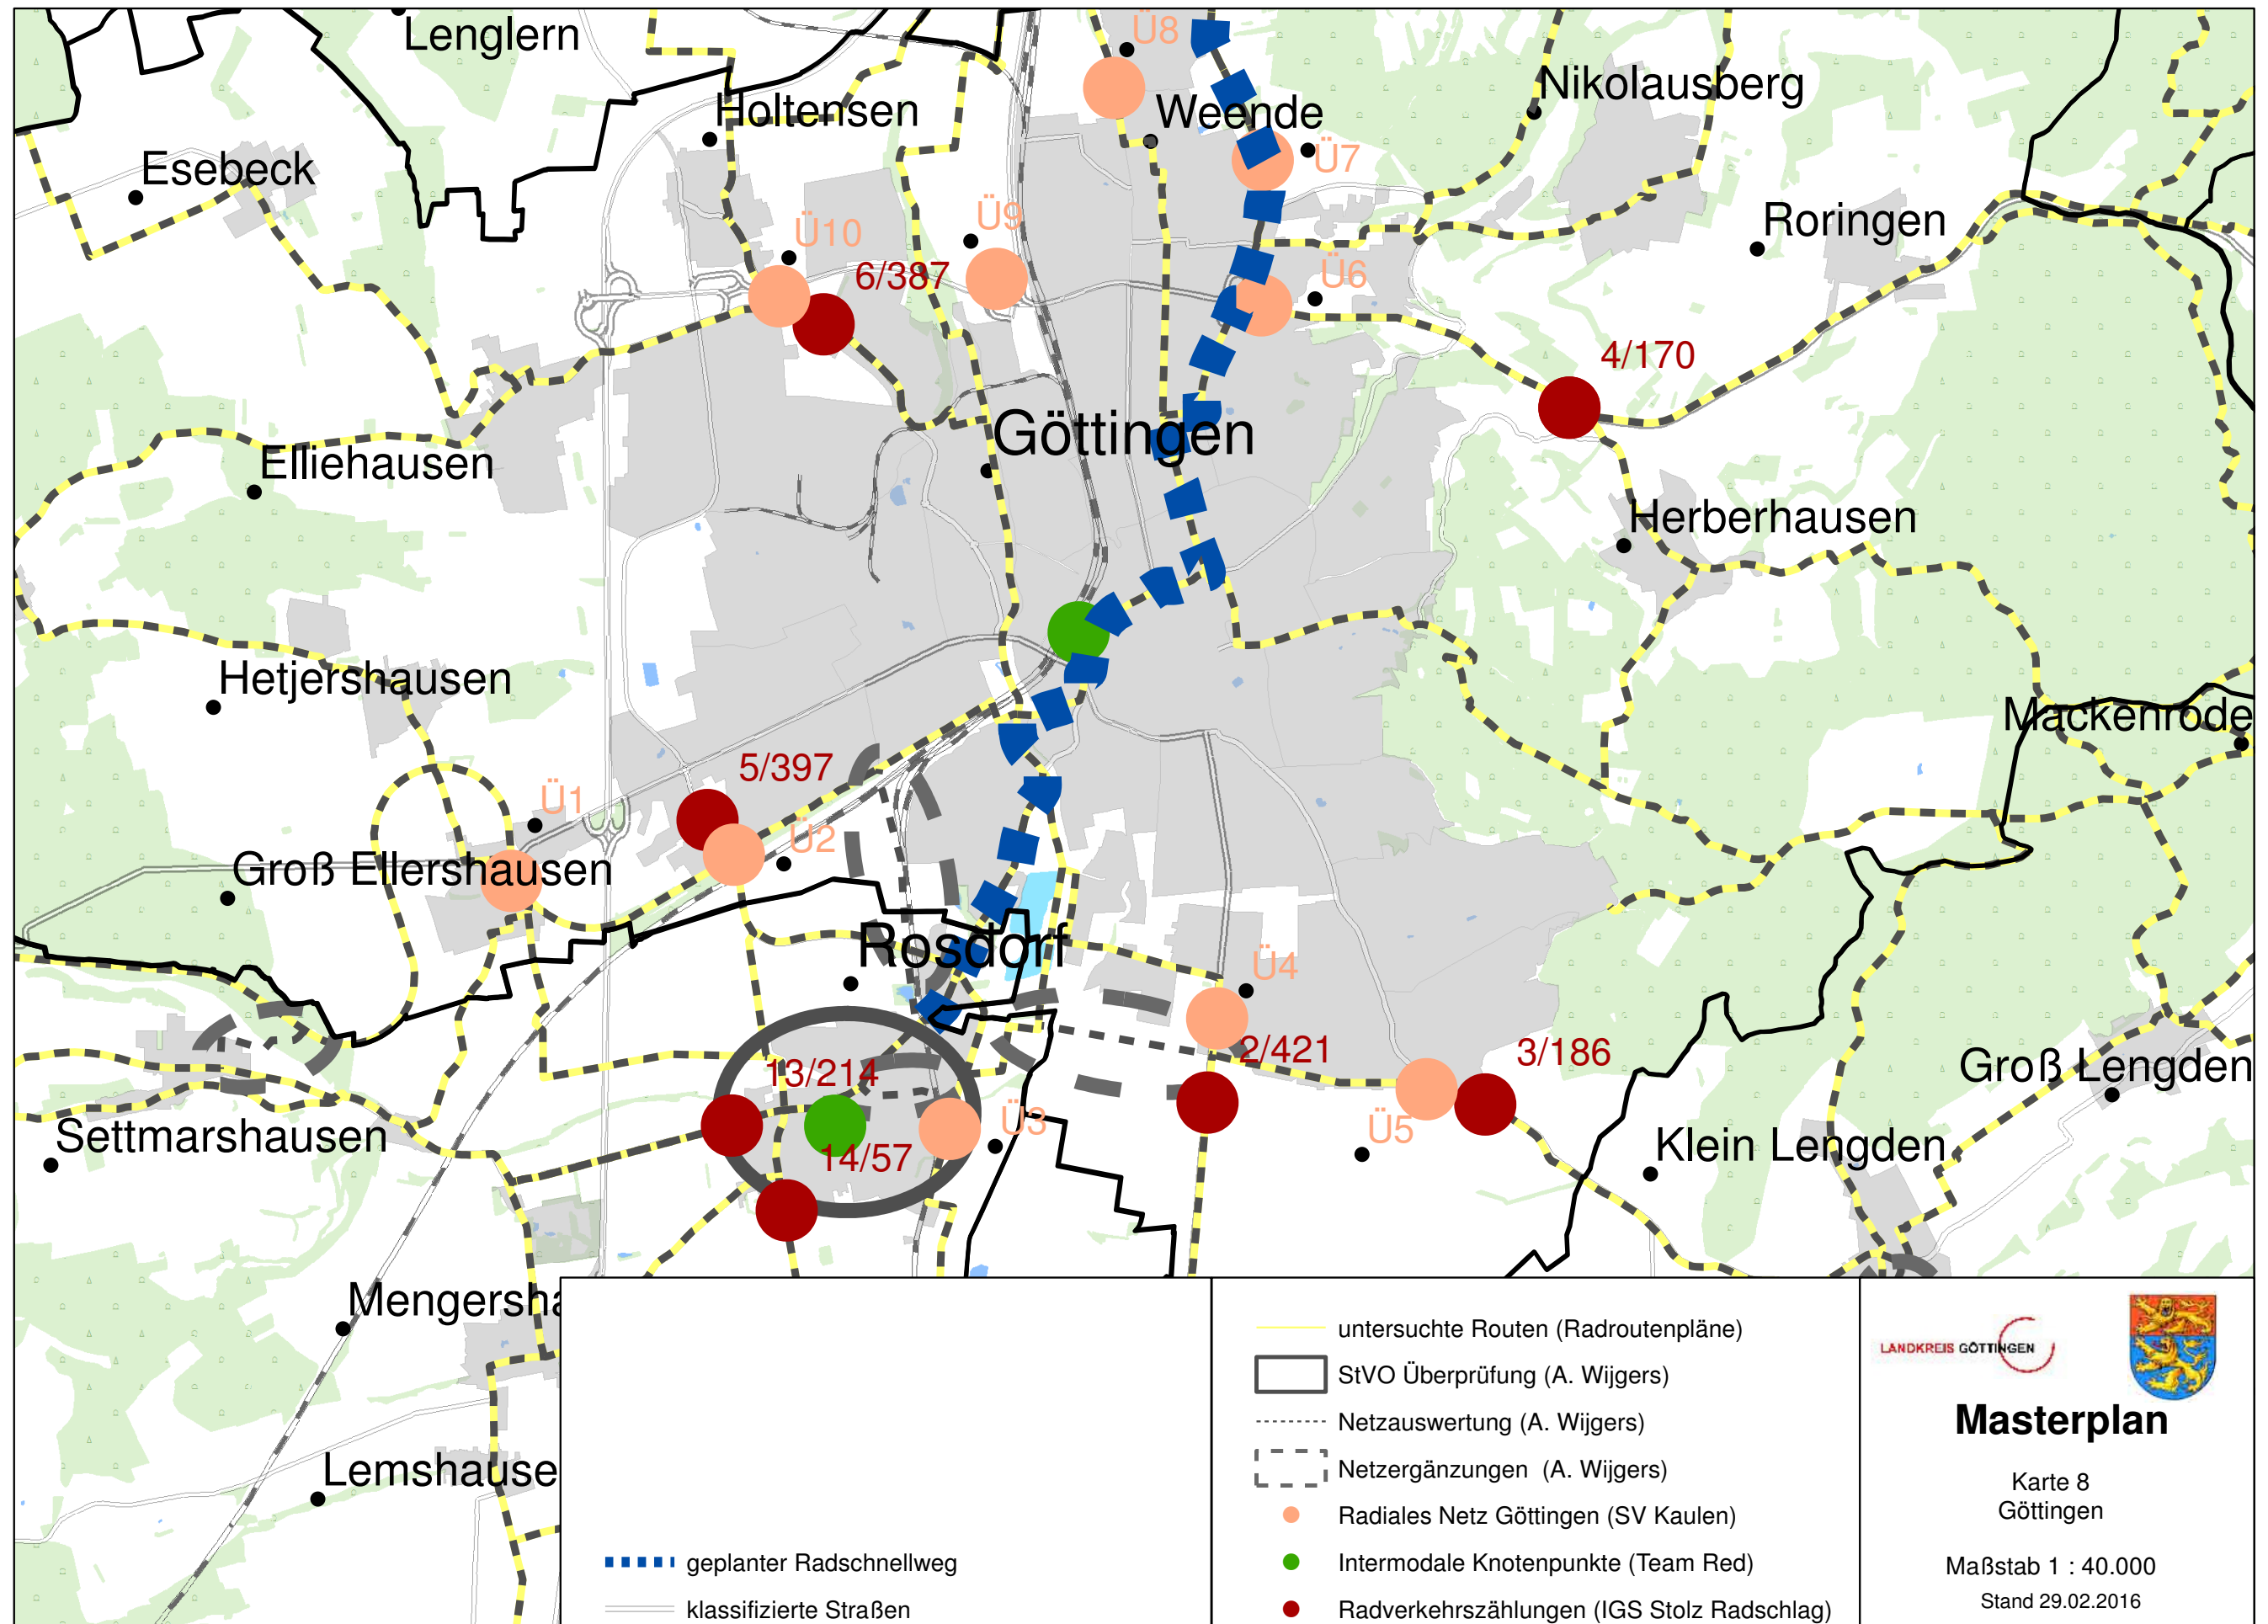 Lenglern
Ü8
Nikolausberg
Holtensen
Weende
Esebeck
Ü7
Roringen
Ü10
Ü9
6/387
Ü6
4/170
Göttingen
Elliehausen
Herberhausen
Hetjershausen
Mackenrode
5/397
Ü1
Ü2
Groß Ellershausen
Rosdorf
Ü4
2/421
3/186
13/214
Groß Lengden
Ü3
Ü5
Settmarshausen
14/57
Klein Lengden
Mengersha
Lemshause
geplanter Radschnellweg
klassifizierte Straßen
untersuchte Routen (Radroutenpläne)
StVO Überprüfung (A. Wijgers)
Netzauswertung (A. Wijgers)
Netzergänzungen (A. Wijgers)
Radiales Netz Göttingen (SV Kaulen)
Intermodale Knotenpunkte (Team Red)
Radverkehrszählungen (IGS Stolz Radschlag)
LANDKREIS GÖTTINGEN
Masterplan
Karte 8
Göttingen
Maßstab 1 : 40.000
Stand 29.02.2016